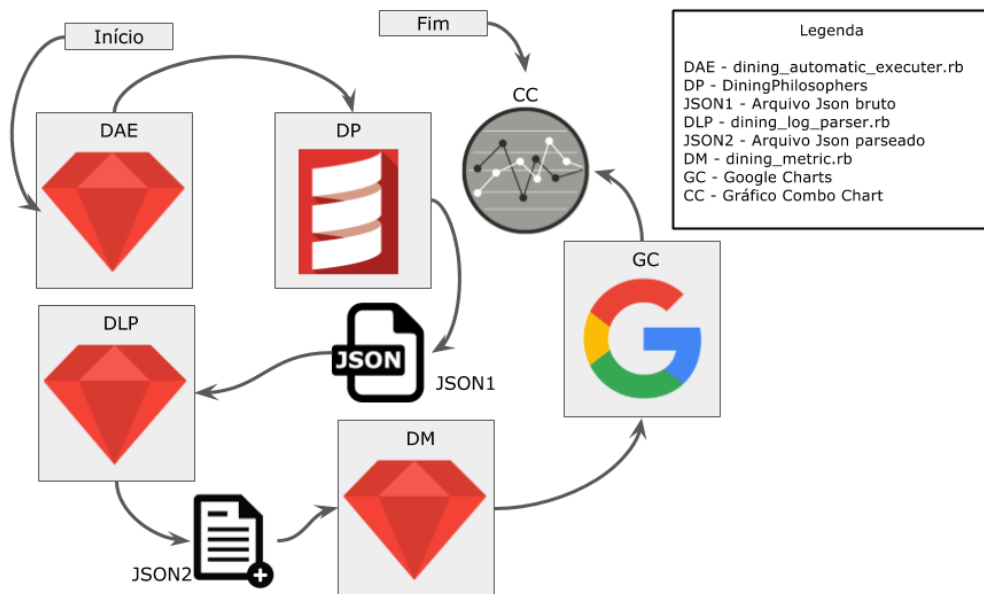 Início
Fim
Legenda
DAE - dining_automatic_executer.rb
DP - DiningPhilosophers
JSON1 - Arquivo Json bruto
DLP - dining_log_parser.rb
JSON2 - Arquivo Json parseado
DM - dining_metric.rb
GC - Google Charts
CC - Gráfico Combo Chart
CC
DAE
DP
GC
DLP
JSON
JSON1
DM
JSON2